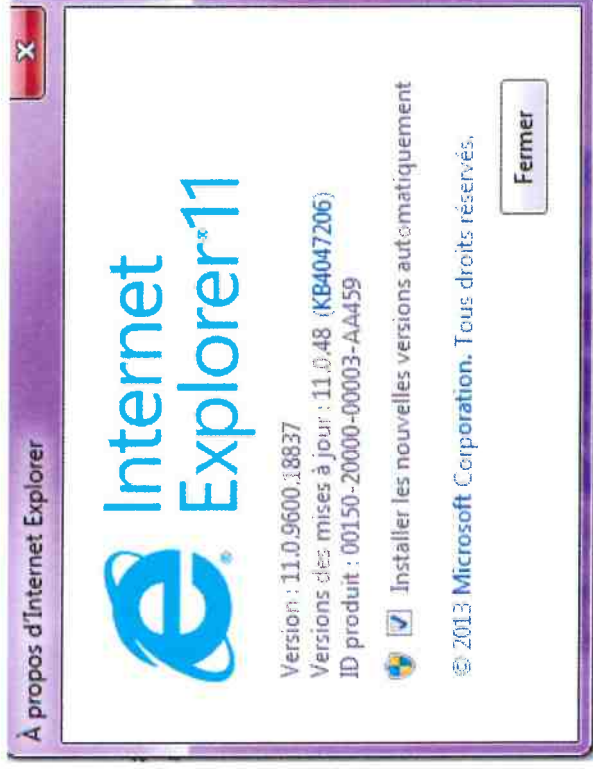 À propos d'Internet Explorer
x
Internet
Explorer 11
Version : 11.0.9600.18837
Versions des mises à jour : 11.0.48 (KB4047206)
ID produit : 00150-20000-00003-AA459
Installer les nouvelles versions automatiquement
© 2013 Microsoft Corporation. Tous droits réservés.
Fermer